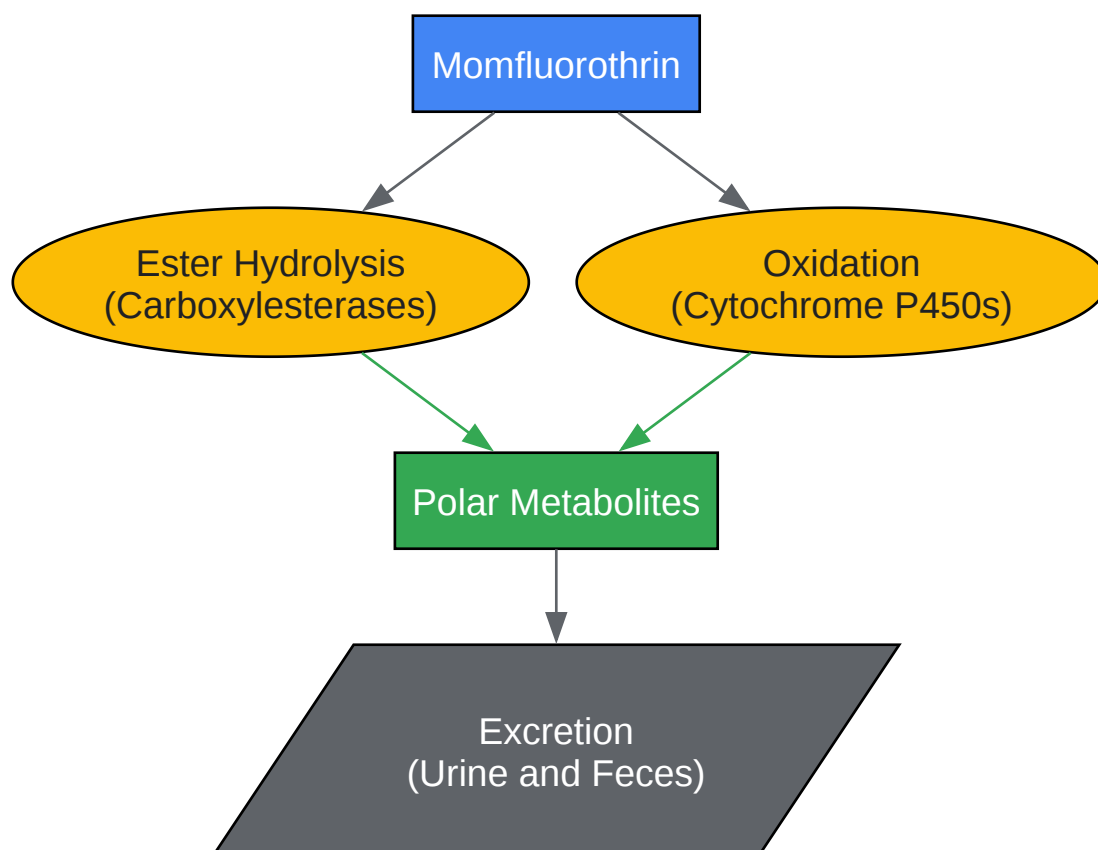 Momfluorothrin
Ester Hydrolysis
(Carboxylesterases)
Oxidation
(Cytochrome P450s)
Polar Metabolites
Excretion
(Urine and Feces)